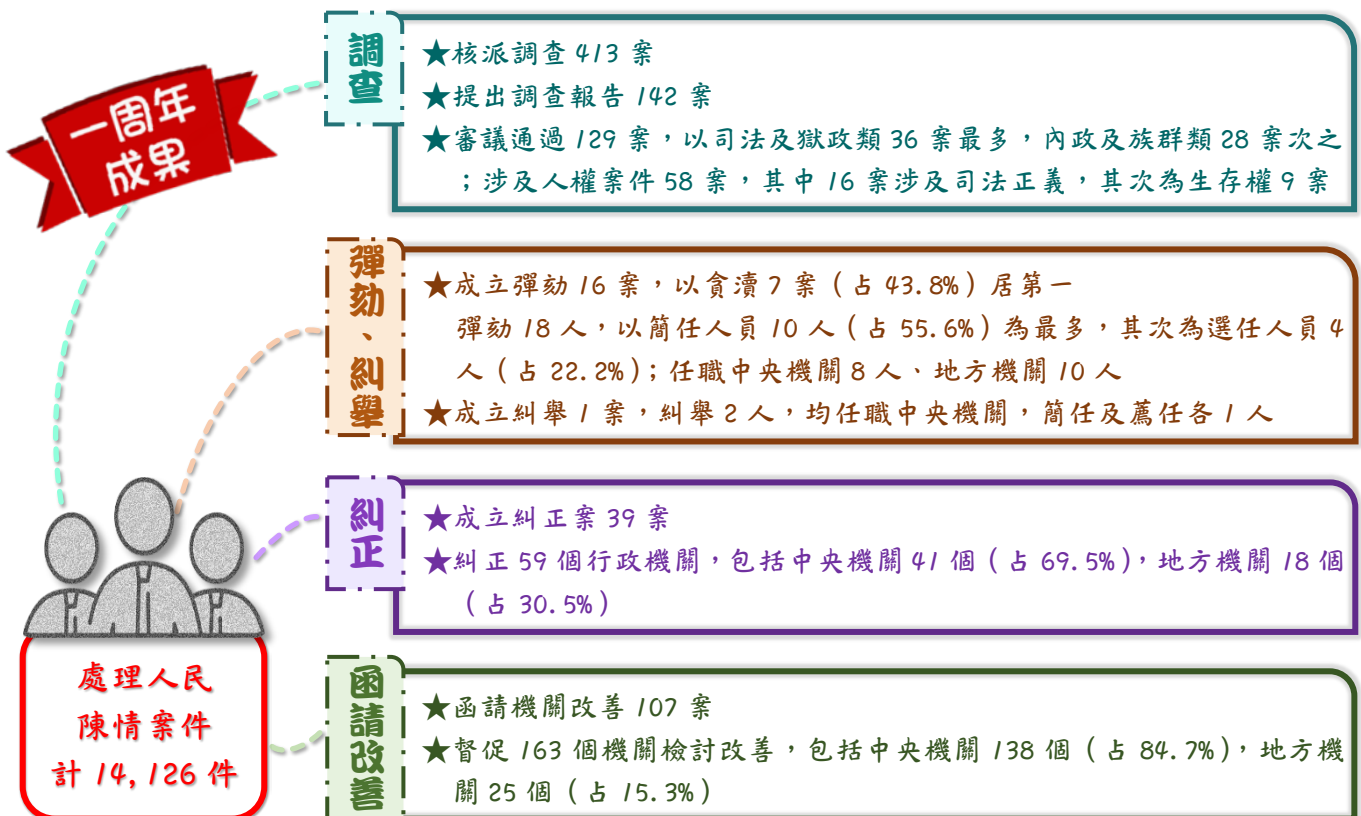 一周年
成果
調查
★核派調查 413 案
★提出調查報告 142 案
★審議通過 129 案，以司法及獄政類 36 案最多，內政及族群類 28 案次之
；涉及人權案件 58 案，其中 16 案涉及司法正義，其次為生存權 9 案
彈劾、糾舉
★成立彈劾 16 案，以貪瀆 7 案（占 43.8%）居第一
彈劾 18 人，以簡任人員 10 人（占 55.6%）為最多，其次為選任人員 4
人（占 22.2%）；任職中央機關 8 人、地方機關 10 人
★成立糾舉 1 案，糾舉 2 人，均任職中央機關，簡任及薦任各 1 人
糾正
★成立糾正案 39 案
★糾正 59 個行政機關，包括中央機關 41 個（占 69.5%），地方機關 18 個
（占 30.5%）
函請改善
★函請機關改善 107 案
★督促 163 個機關檢討改善，包括中央機關 138 個（占 84.7%），地方機
關 25 個（占 15.3%）
處理人民
陳情案件
計 14,126 件